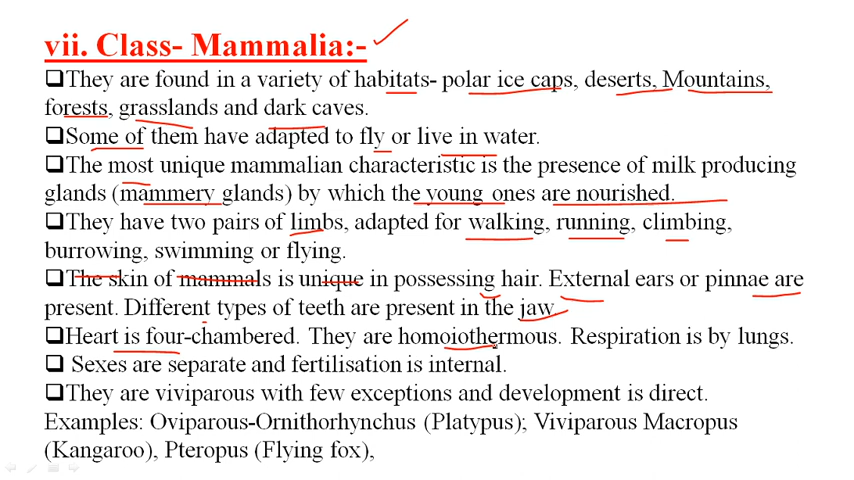 vii. Class- Mammalia:-
❑They are found in a variety of habitats- polar ice caps, deserts, Mountains,
forests, grasslands and dark caves.
❑Some of them have adapted to fly or live in water.
❑The most unique mammalian characteristic is the presence of milk producing
glands (mammery glands) by which the young ones are nourished.
❑They have two pairs of limbs, adapted for walking, running, climbing,
burrowing, swimming or flying.
❑The skin of mammals is unique in possessing hair. External ears or pinnae are
present. Different types of teeth are present in the jaw.
❑Heart is four-chambered. They are homoiothermous. Respiration is by lungs.
❑ Sexes are separate and fertilisation is internal.
❑They are viviparous with few exceptions and development is direct.
Examples: Oviparous-Ornithorhynchus (Platypus); Viviparous Macropus
(Kangaroo), Pteropus (Flying fox),